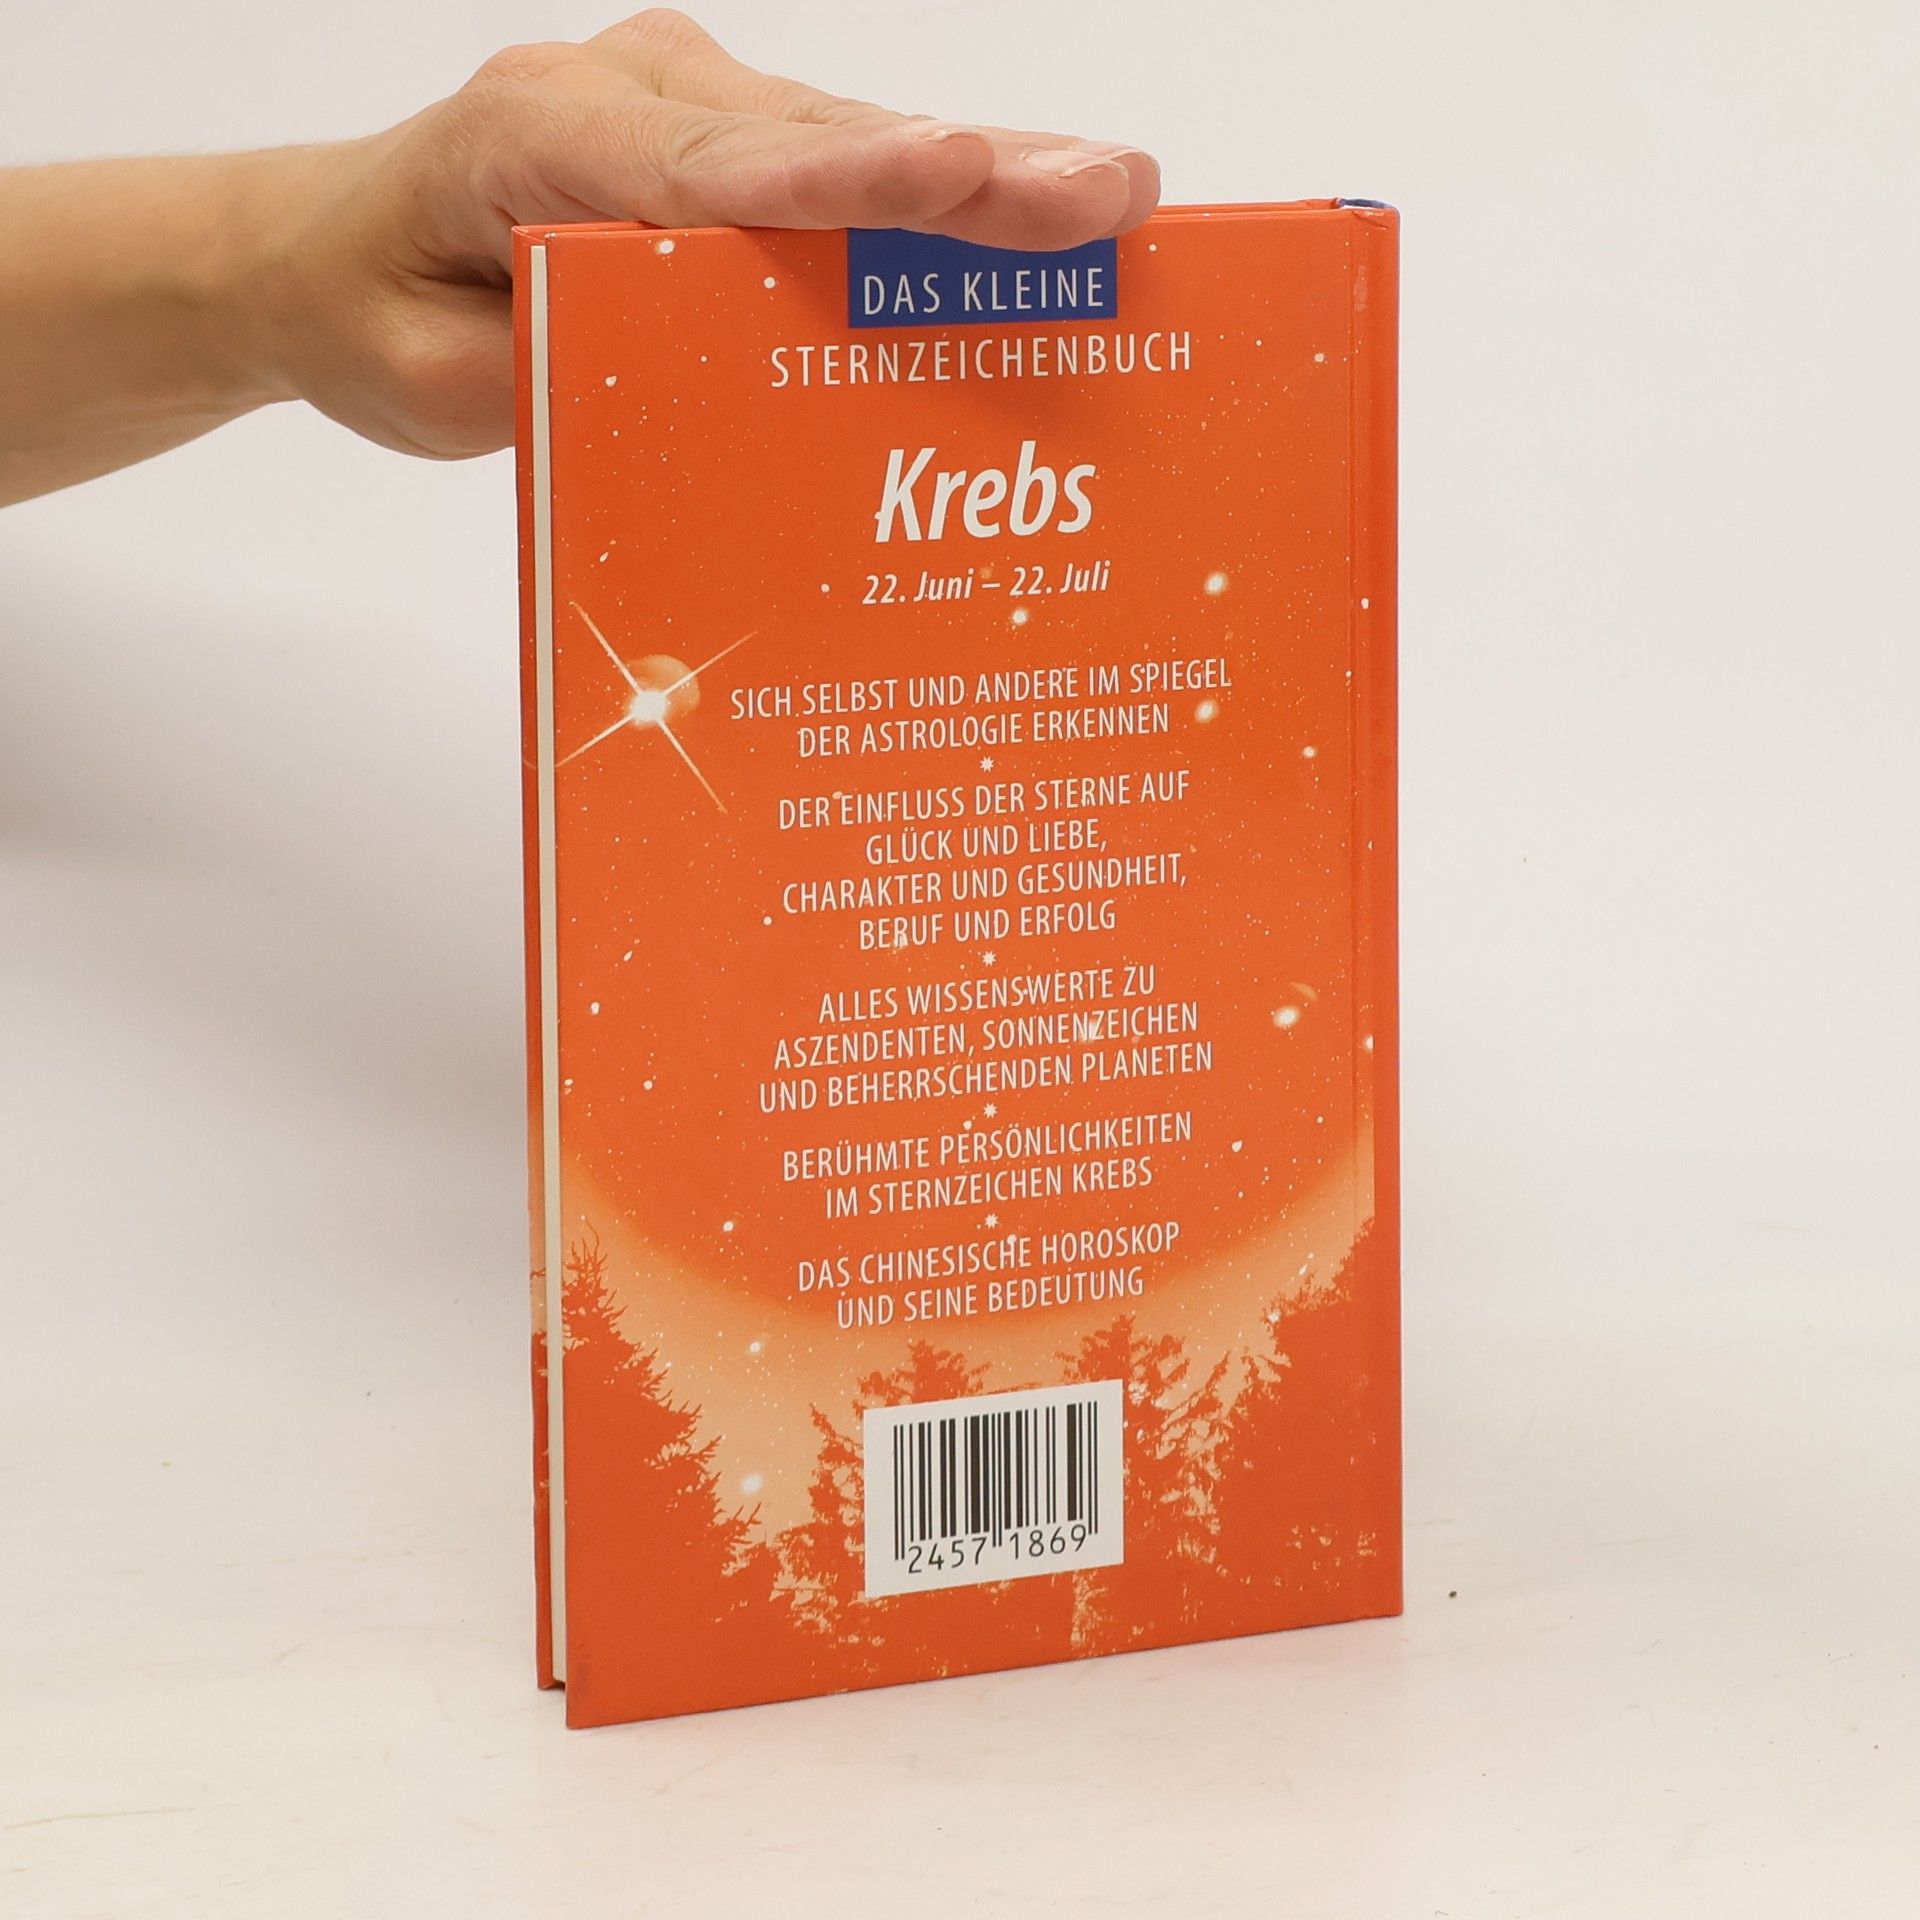 DAS KLEINE
STERNZEICHENBUCH
Krebs
22. Juni – 22. Juli
SICH SELBST UND ANDERE IM SPIEGEL
DER ASTROLOGIE ERKENNEN
DER EINFLUSS DER STERNE AUF
GLÜCK UND LIEBE,
CHARAKTER UND GESUNDHEIT,
BERUF UND ERFOLG
ALLES WISSENSWERTE ZU
ASZENDENTEN, SONNENZEICHEN
UND BEHERRSCHENDEN PLANETEN
BERÜHMTE PERSÖNLICHKEITEN
IM STERNZEICHEN KREBS
DAS CHINESISCHE HOROSKOP
UND SEINE BEDEUTUNG
2457 1869